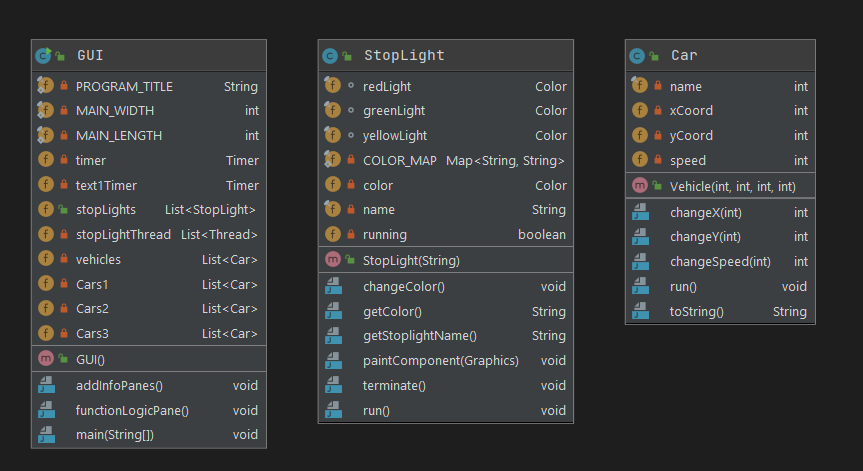 GUI
PROGRAM_TITLE String
MAIN_WIDTH int
MAIN_LENGTH int
timer Timer
text1Timer Timer
stopLights List<StopLight>
stopLightThread List<Thread>
vehicles List<Car>
Cars1 List<Car>
Cars2 List<Car>
Cars3 List<Car>
GUI()
addInfoPanes() void
functionLogicPane() void
main(String[]) void
StopLight
redLight Color
greenLight Color
yellowLight Color
COLOR_MAP Map<String, String>
color Color
name String
running boolean
StopLight(String)
changeColor() void
getColor() String
getStoplightName() String
paintComponent(Graphics) void
terminate() void
run() void
Car
name int
xCoord int
yCoord int
speed int
Vehicle(int, int, int, int)
changeX(int) int
changeY(int) int
changeSpeed(int) int
run() void
toString() String